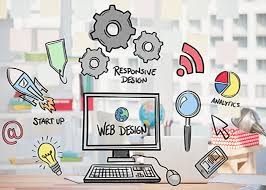 RESPONSIVE
DESIGN
ANALYTICS
START UP
WEB DESIGN
@